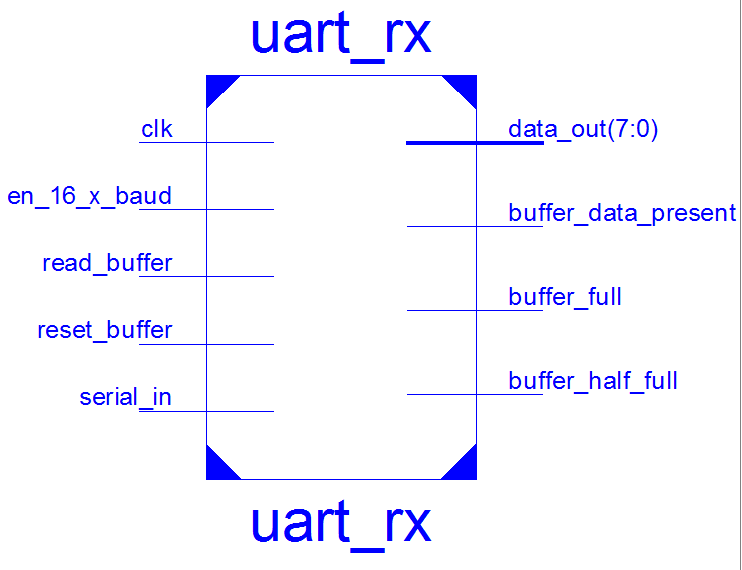 uart_rx
clk
data_out(7:0)
en_16_x_baud
buffer_data_present
read_buffer
buffer_full
reset_buffer
buffer_half_full
serial_in
uart_rx